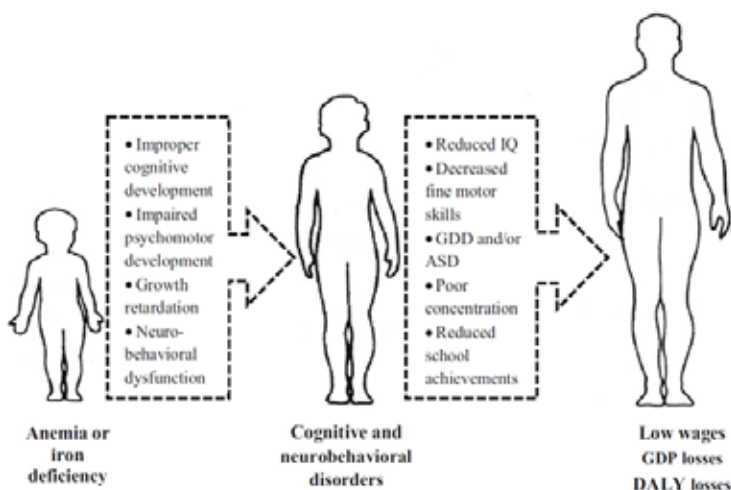 • Improper
cognitive
development
• Impaired
psychomotor
development
• Growth
retardation
• Neuro-
behavioral
dysfunction
• Reduced IQ
• Decreased
fine motor
skills
• GDD and/or
ASD
• Poor
concentration
• Reduced
school
achievements
Anemia or
iron
deficiency
Cognitive and
neurobehavioral
disorders
Low wages
GDP losses
DALY losses